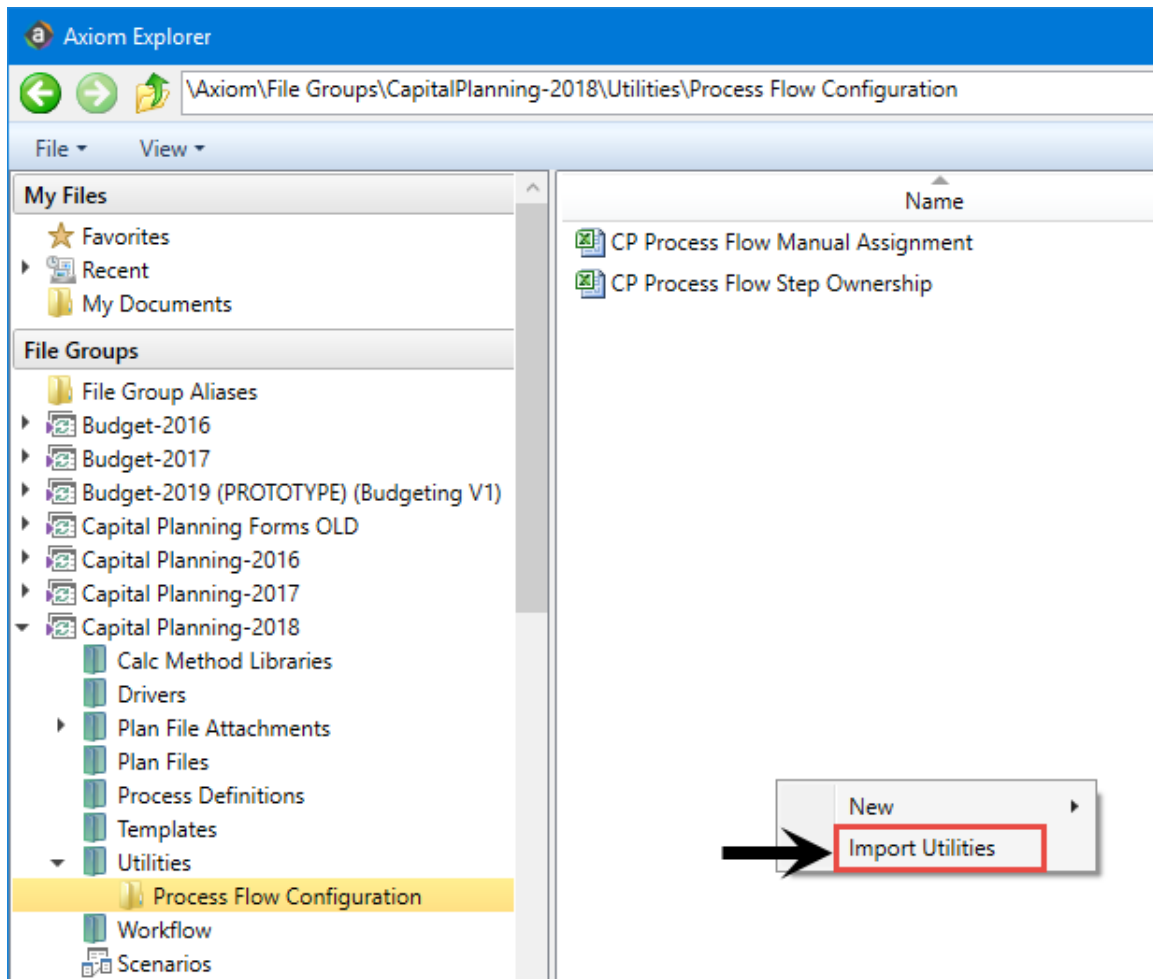 Axiom Explorer
\Axiom\File Groups\CapitalPlanning-2018\Utilities\Process Flow Configuration
File View
My Files
Favorites
Recent
My Documents
File Groups
File Group Aliases
Budget-2016
Budget-2017
Budget-2019 (PROTOTYPE) (Budgeting V1)
Capital Planning Forms OLD
Capital Planning-2016
Capital Planning-2017
Capital Planning-2018
Calc Method Libraries
Drivers
Plan File Attachments
Plan Files
Process Definitions
Templates
Utilities
Process Flow Configuration
Workflow
Scenarios
Name
CP Process Flow Manual Assignment
CP Process Flow Step Ownership
New
Import Utilities